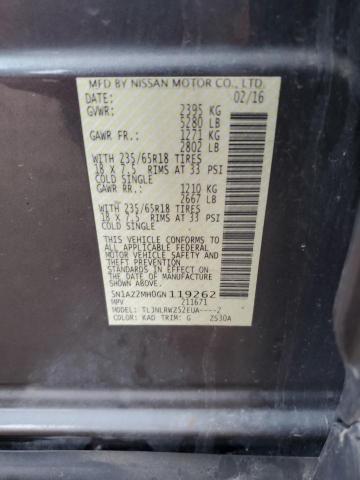 MFD BY NISSAN MOTOR CO., LTD.
DATE: 02/16
GVWR: 2395 KG
5280 LB
GAWR FR.: 1271 KG
2802 LB
WITH 235/65R18 TIRES
18 X 7.5 RIMS AT 33 PSI
COLD SINGLE
GAWR RR.: 1210 KG
2667 LB
WITH 235/65R18 TIRES
18 X 7.5 RIMS AT 33 PSI
COLD SINGLE
THIS VEHICLE CONFORMS
TO ALL APPLICABLE FEDERAL
MOTOR VEHICLE SAFETY AND
THEFT PREVENTION
STANDARDS IN EFFECT ON THE
DATE OF MANUFACTURE
SHOWN ABOVE.
5N1AZ2MH0GN119262
MPV 211671
MODEL: TLJNLRWZ52EUA----Z
COLOR: KAD TRIM: G ZS30A